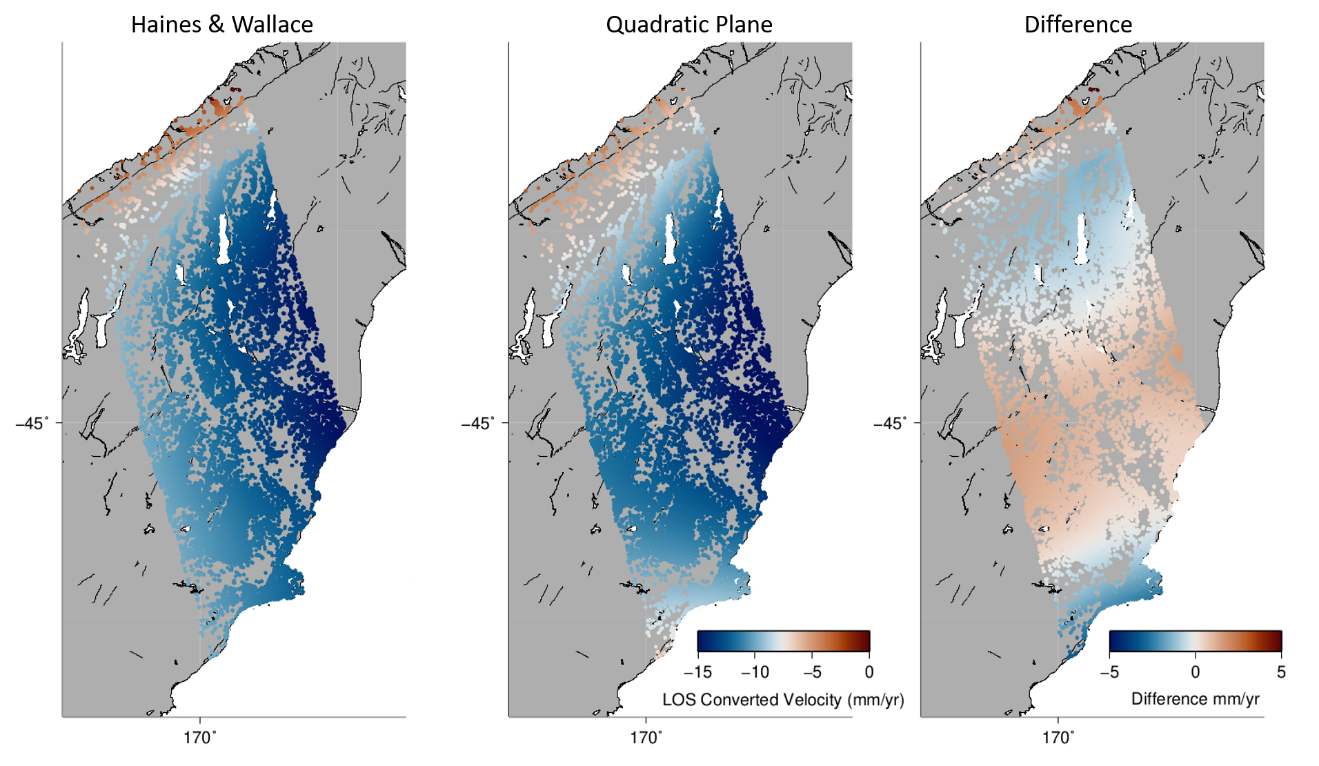 Haines & Wallace
Quadratic Plane
Difference
−45˚
−45˚
−45˚
−15 −10 −5 0
LOS Converted Velocity (mm/yr)
−5 0 5
Difference mm/yr
170˚
170˚
170˚